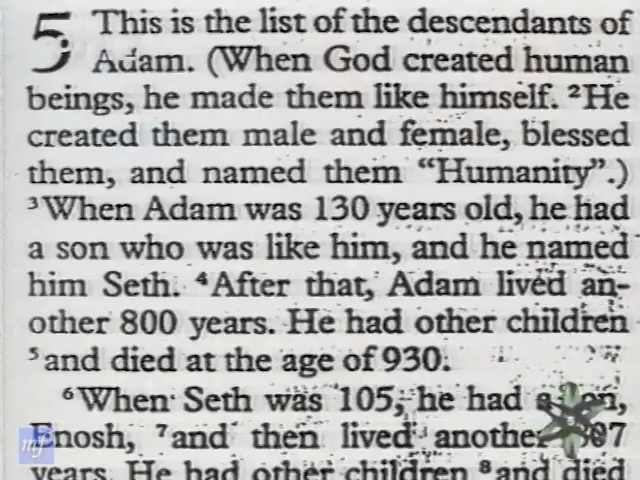 5 This is the list of the descendants of
Adam. (When God created human
beings, he made them like himself. ²He
created them male and female, blessed
them, and named them “Humanity”.)
³When Adam was 130 years old, he had
a son who was like him, and he named
him Seth. ⁴After that, Adam lived an-
other 800 years. He had other children
⁵and died at the age of 930.
⁶When Seth was 105, he had a son,
Enosh, ⁷and then lived another
years. He had other children ⁸and died
mf